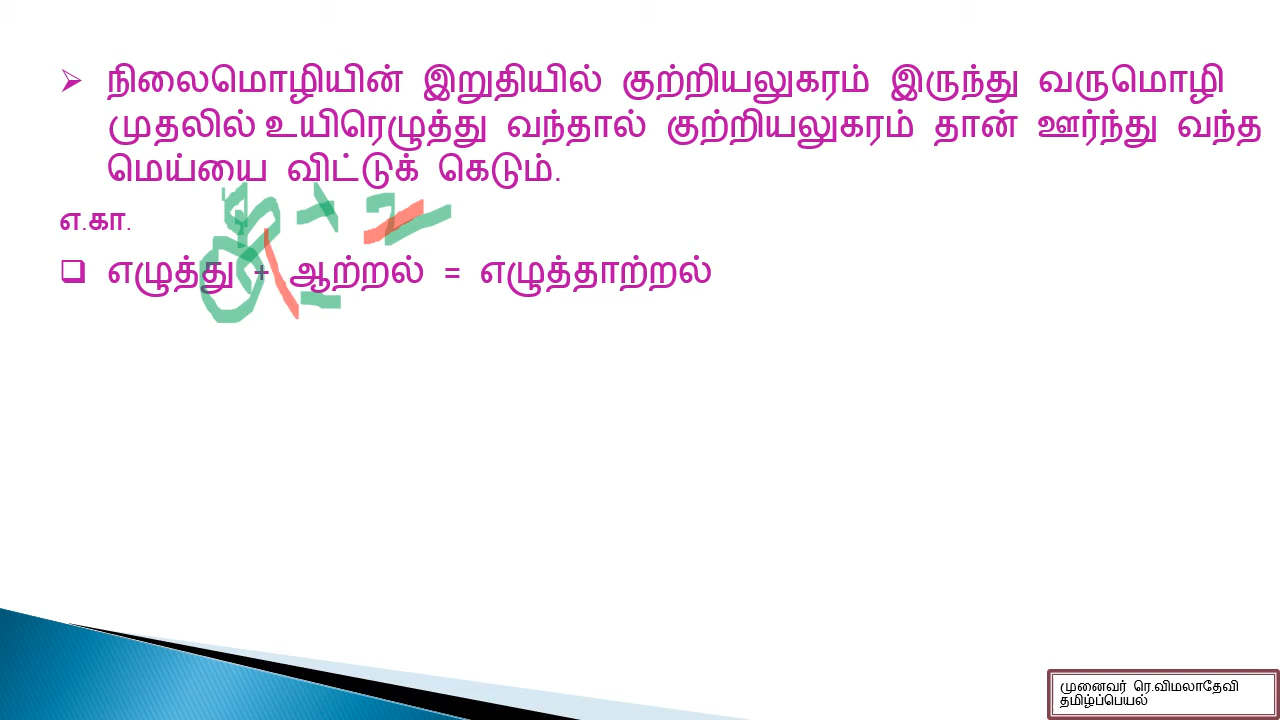 நிலைமொழியின் இறுதியில் குற்றியலுகரம் இருந்து வருமொழி
முதலில் உயிரெழுத்து வந்தால் குற்றியலுகரம் தான் ஊர்ந்து வந்த
மெய்யை விட்டுக் கெடும்.
எ.கா.
எழுத்து + ஆற்றல் = எழுத்தாற்றல்
முனைவர் ரெ.விமலாதேவி
தமிழ்ப்பெயல்